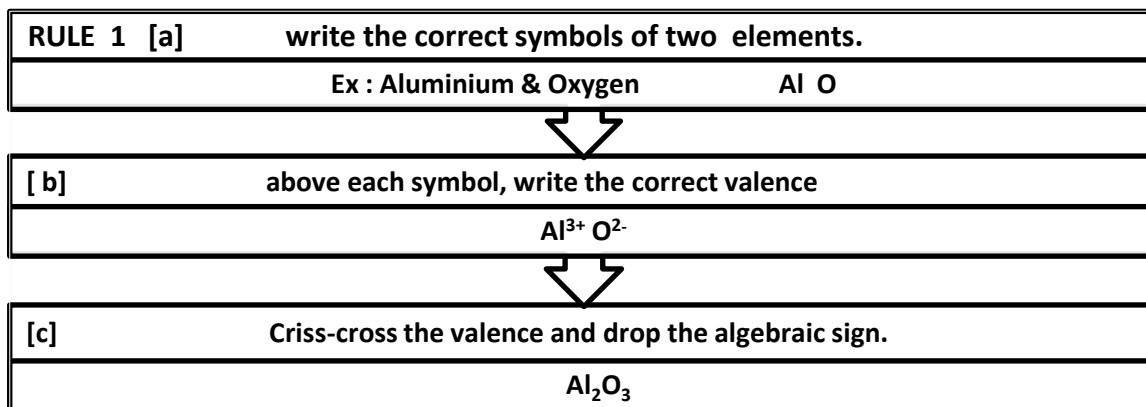 RULE 1 [a] write the correct symbols of two elements.
Ex : Aluminium & Oxygen Al O
[ b] above each symbol, write the correct valence
Al³⁺ O²⁻
[c] Criss-cross the valence and drop the algebraic sign.
Al₂O₃